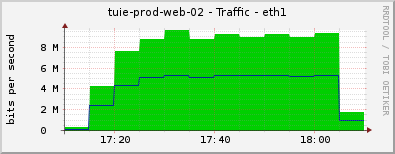 tuie-prod-web-02 - Traffic - eth1
RRDTOOL / TOBI OETIKER
bits per second
8 M
6 M
4 M
2 M
0
17:20 17:40 18:00